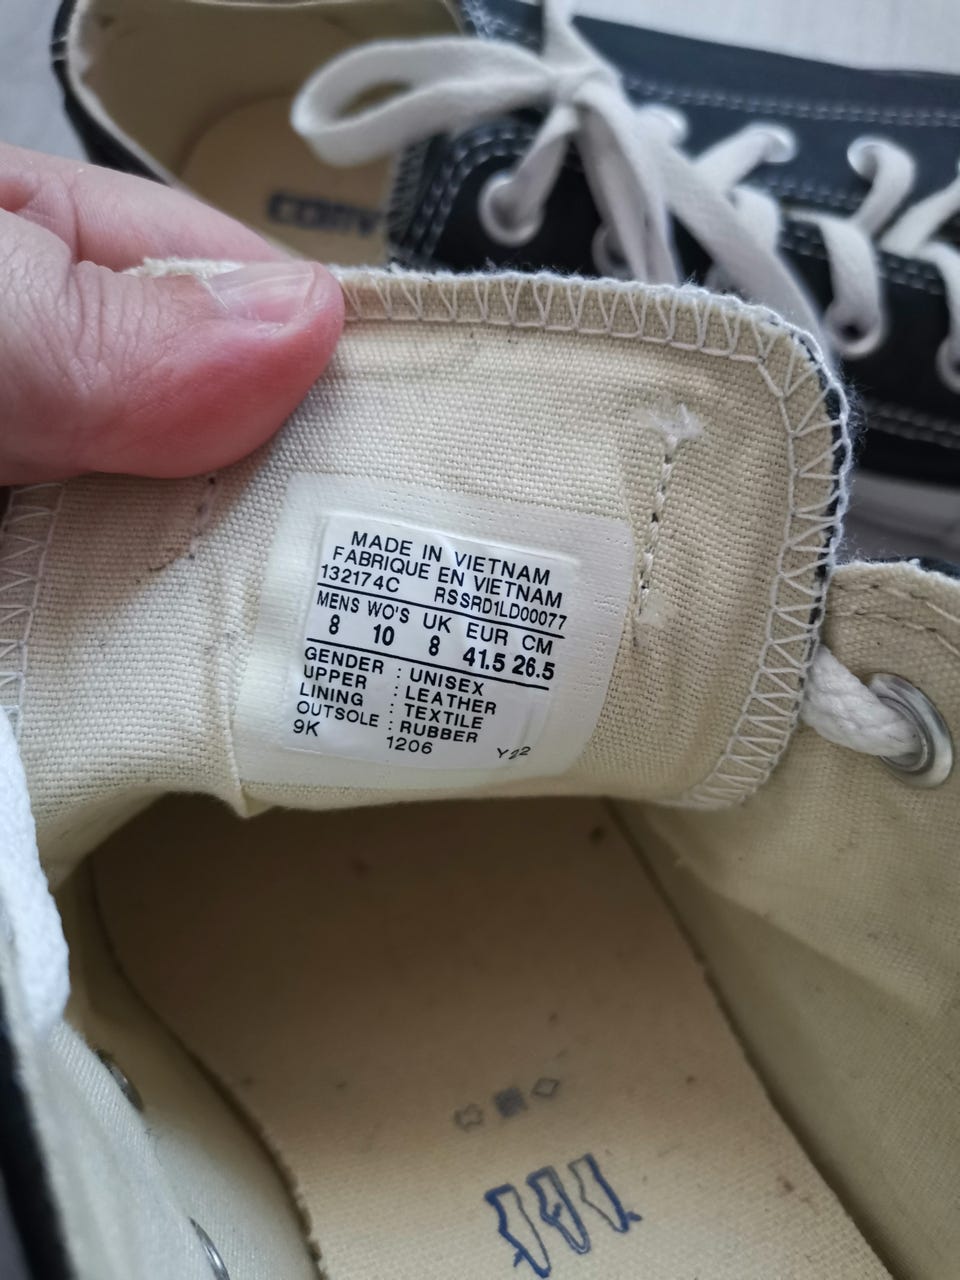 MADE IN VIETNAM
FABRIQUE EN VIETNAM
132174C RSSRD1LD00077
MENS WO'S UK EUR CM
8 10 8 41.5 26.5
GENDER : UNISEX
UPPER : LEATHER
LINING : TEXTILE
OUTSOLE : RUBBER
9K 1206 Y22